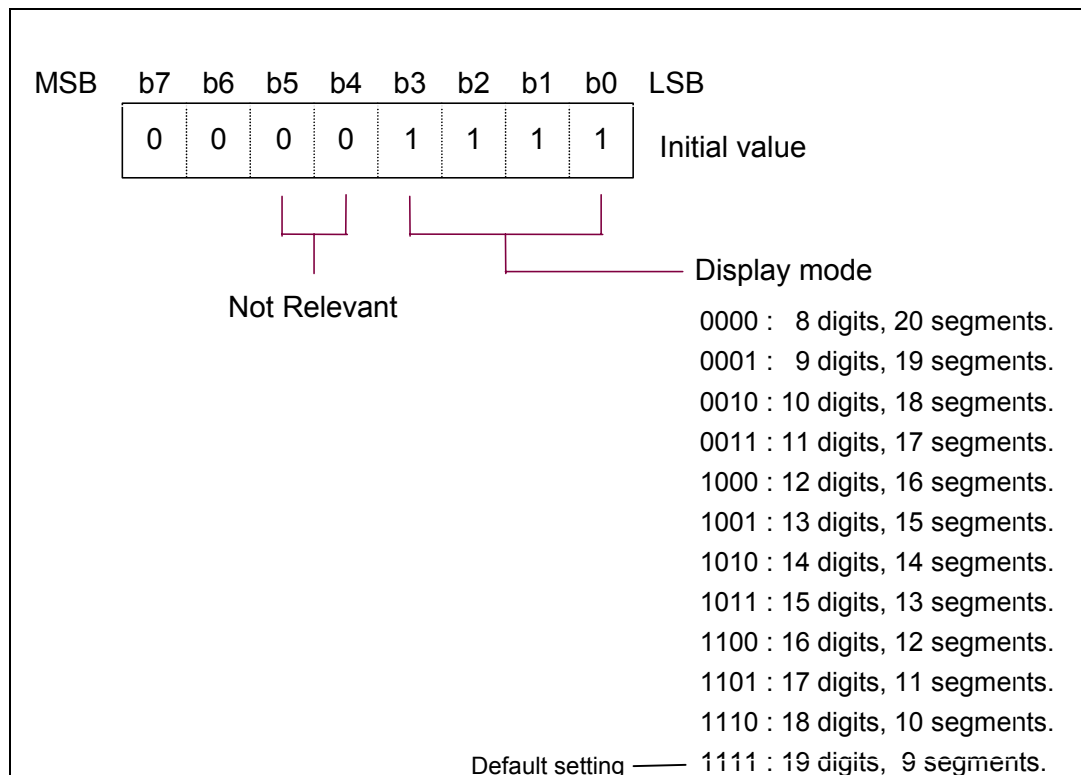 MSB b7 b6 b5 b4 b3 b2 b1 b0 LSB
0 0 0 0 1 1 1 1 Initial value
Display mode
Not Relevant
0000 : 8 digits, 20 segments.
0001 : 9 digits, 19 segments.
0010 : 10 digits, 18 segments.
0011 : 11 digits, 17 segments.
1000 : 12 digits, 16 segments.
1001 : 13 digits, 15 segments.
1010 : 14 digits, 14 segments.
1011 : 15 digits, 13 segments.
1100 : 16 digits, 12 segments.
1101 : 17 digits, 11 segments.
1110 : 18 digits, 10 segments.
Default setting 1111 : 19 digits, 9 segments.